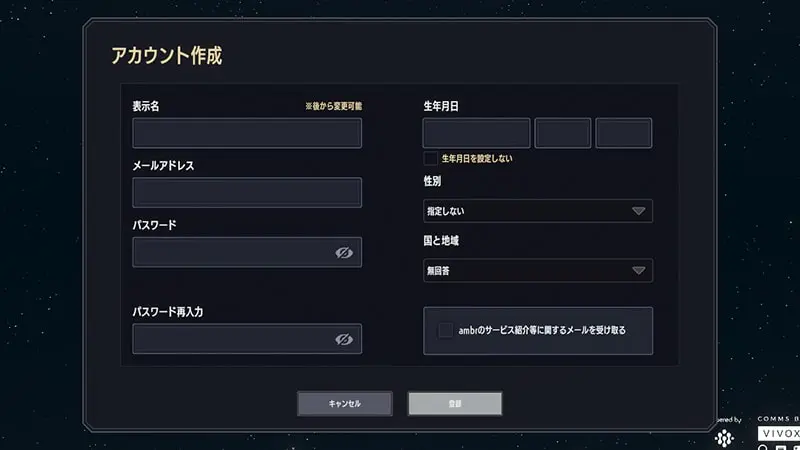 アカウント作成
表示名
※後から変更可能
メールアドレス
パスワード
パスワード再入力
生年月日
生年月日を設定しない
性別
指定しない
国と地域
無回答
ambrのサービス紹介等に関するメールを受け取る
キャンセル
登録
ered by
COMMS B
VIVOX